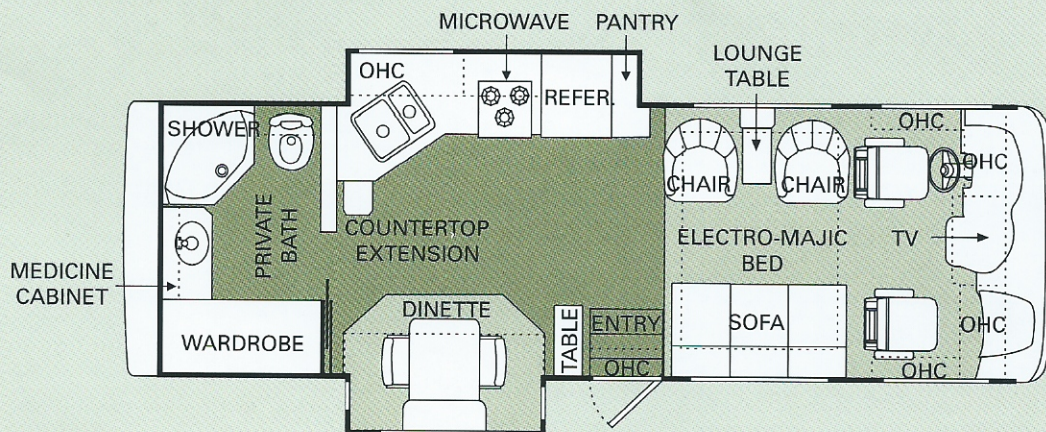 MICROWAVE
PANTRY
LOUNGE
TABLE
OHC
REFER.
SHOWER
OHC
OHC
CHAIR
CHAIR
PRIVATE
BATH
COUNTERTOP
EXTENSION
ELECTRO-MAJIC
BED
TV
MEDICINE
CABINET
DINETTE
WARDROBE
TABLE
ENTRY
OHC
SOFA
OHC
OHC